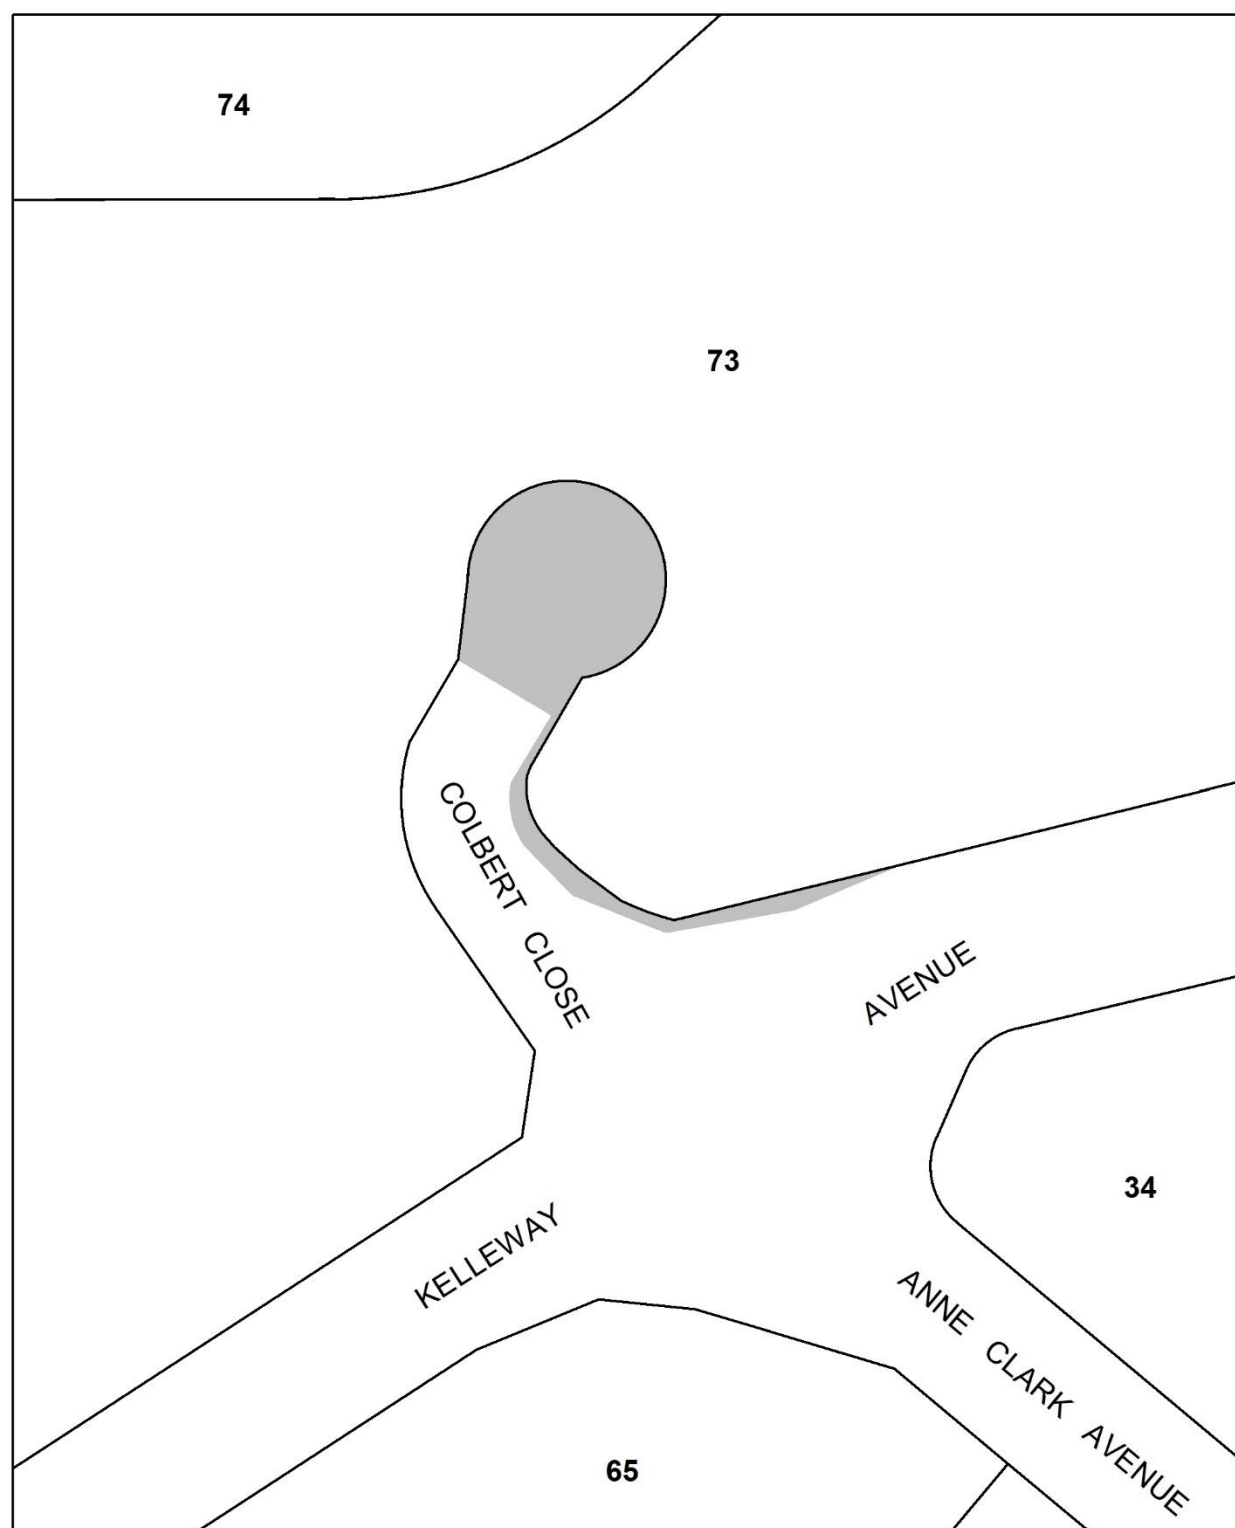 74
73
COLBERT CLOSE
AVENUE
34
KELLEWAY
ANNE CLARK AVENUE
65